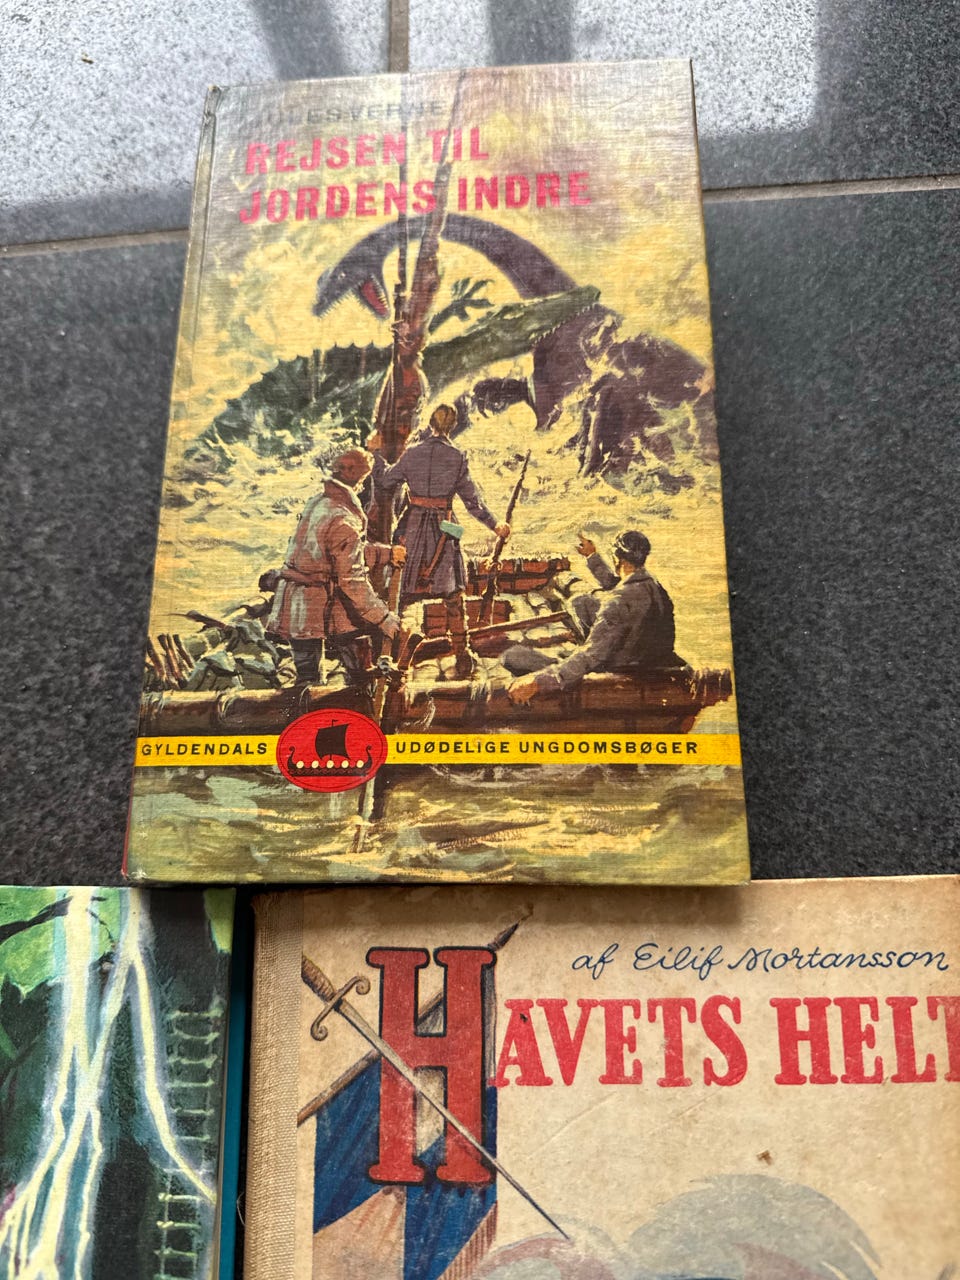 JULES VERNE
REJSEN TIL
JORDENS INDRE
GYLDENDALS UDØDELIGE UNGDOMSBØGER
af Eilif Mortansson
HAVETS HELT